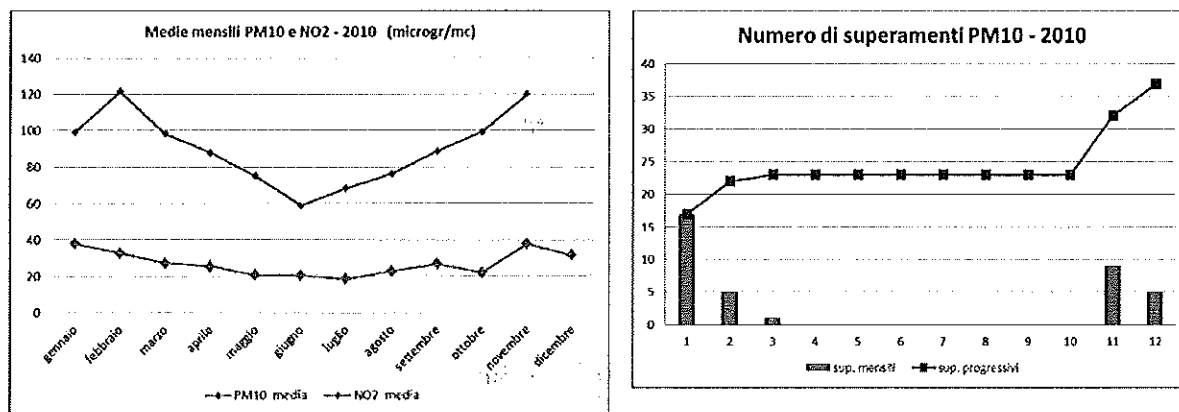 Medie mensili PM10 e NO2 - 2010 (microgr/mc)
140
120
100
80
60
40
20
0
gennaio febbraio marzo aprile maggio giugno luglio agosto settembre ottobre novembre dicembre
PM10 media NO2 media
Numero di superamenti PM10 - 2010
40
35
30
25
20
15
10
5
0
1 2 3 4 5 6 7 8 9 10 11 12
sup. mensili sup. progressivi